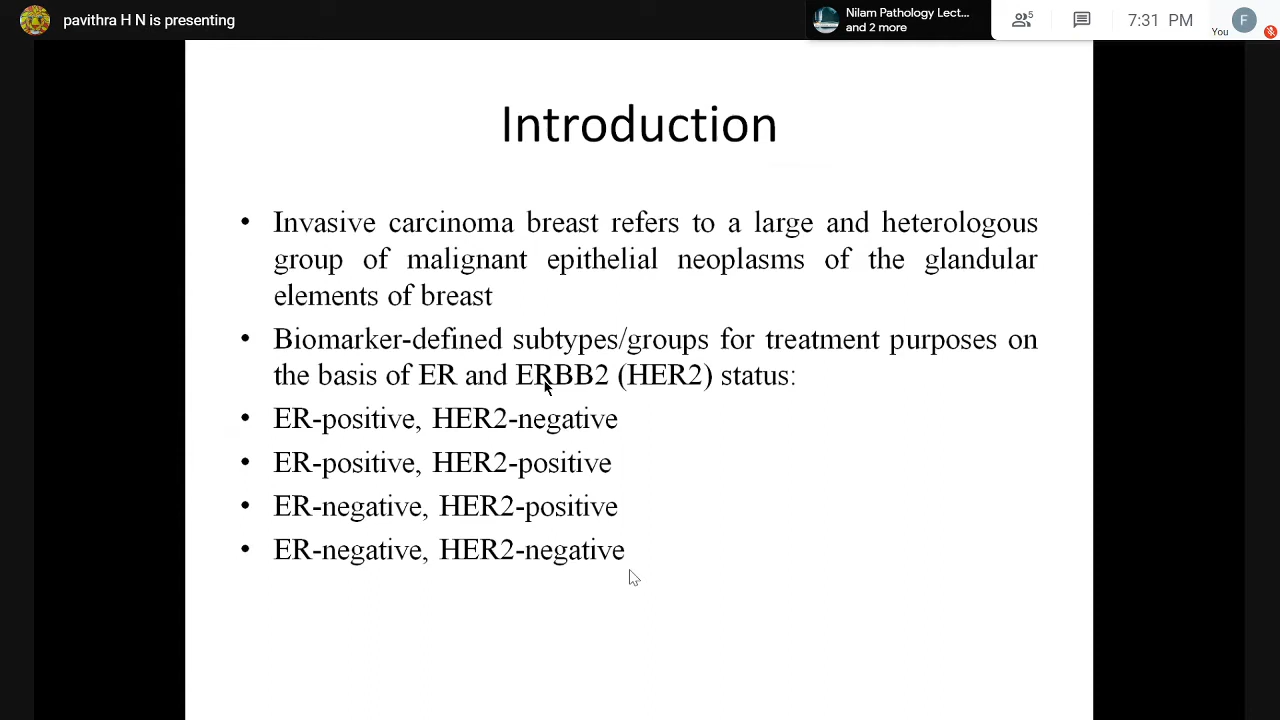 pavithra H N is presenting
Nilam Pathology Lect...
and 2 more
5
7:31 PM
F
You
Introduction
• Invasive carcinoma breast refers to a large and heterologous
group of malignant epithelial neoplasms of the glandular
elements of breast
• Biomarker-defined subtypes/groups for treatment purposes on
the basis of ER and ERBB2 (HER2) status:
• ER-positive, HER2-negative
• ER-positive, HER2-positive
• ER-negative, HER2-positive
• ER-negative, HER2-negative